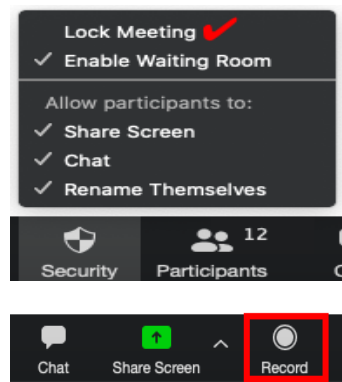 Lock Meeting
Enable Waiting Room
Allow participants to:
Share Screen
Chat
Rename Themselves
12
Security Participants
Chat Share Screen Record